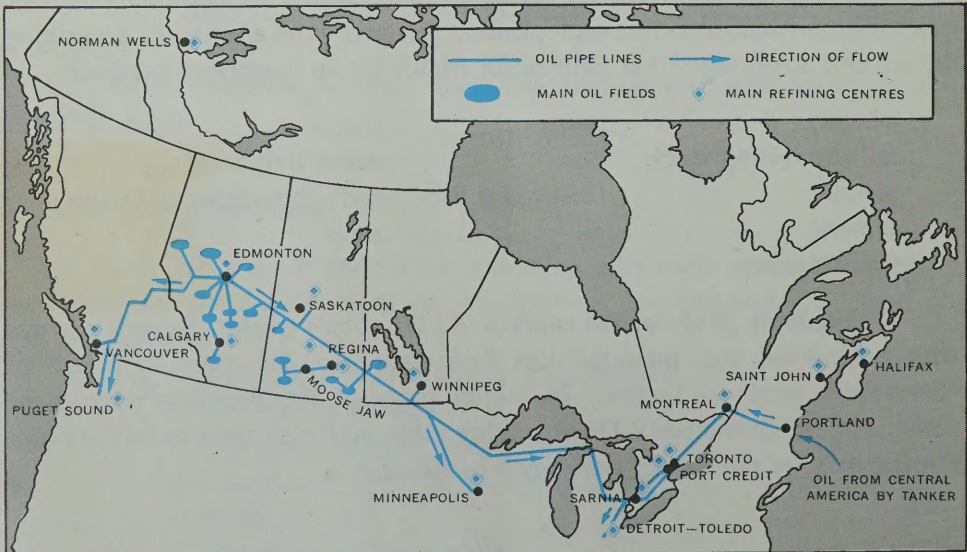 NORMAN WELLS
OIL PIPE LINES
DIRECTION OF FLOW
MAIN OIL FIELDS
MAIN REFINING CENTRES
EDMONTON
SASKATOON
CALGARY
VANCOUVER
REGINA
MOOSE JAW
WINNIPEG
PUGET SOUND
MINNEAPOLIS
HALIFAX
SAINT JOHN
MONTREAL
PORTLAND
TORONTO
PORT CREDIT
SARNIA
DETROIT—TOLEDO
OIL FROM CENTRAL
AMERICA BY TANKER